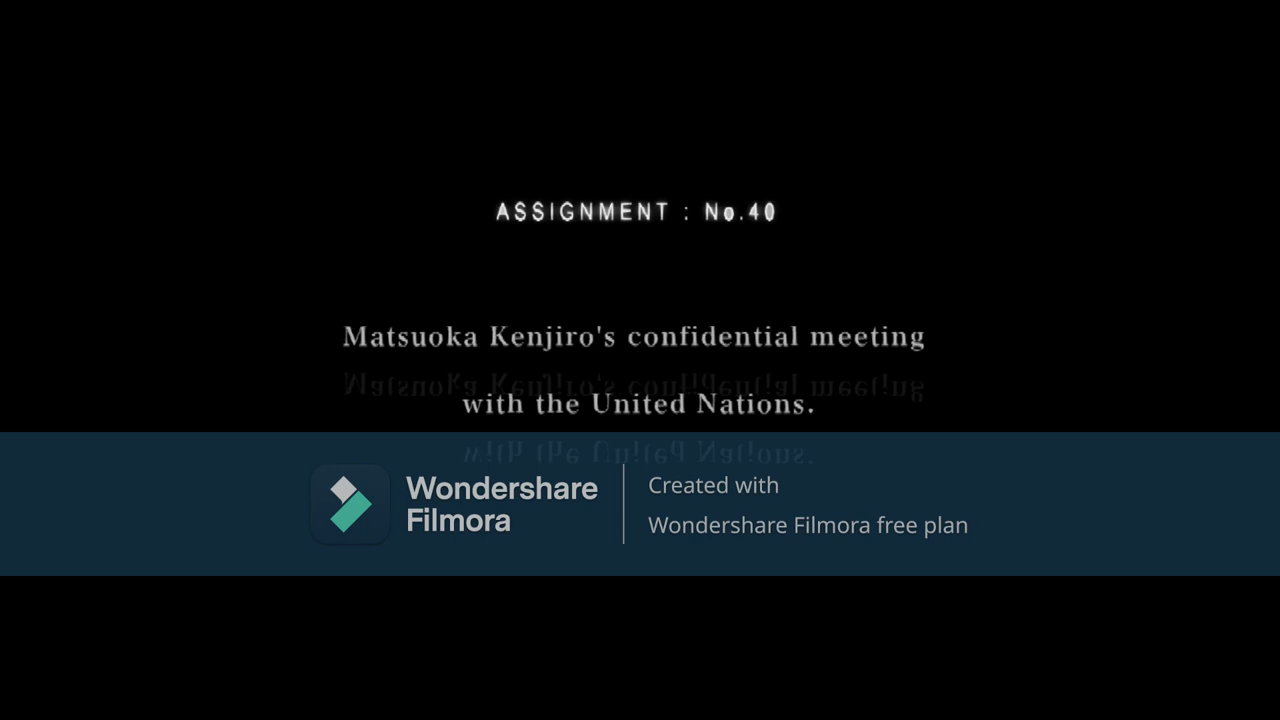 ASSIGNMENT : No.40
Matsuoka Kenjiro's confidential meeting
with the United Nations.
Wondershare
Filmora
Created with
Wondershare Filmora free plan